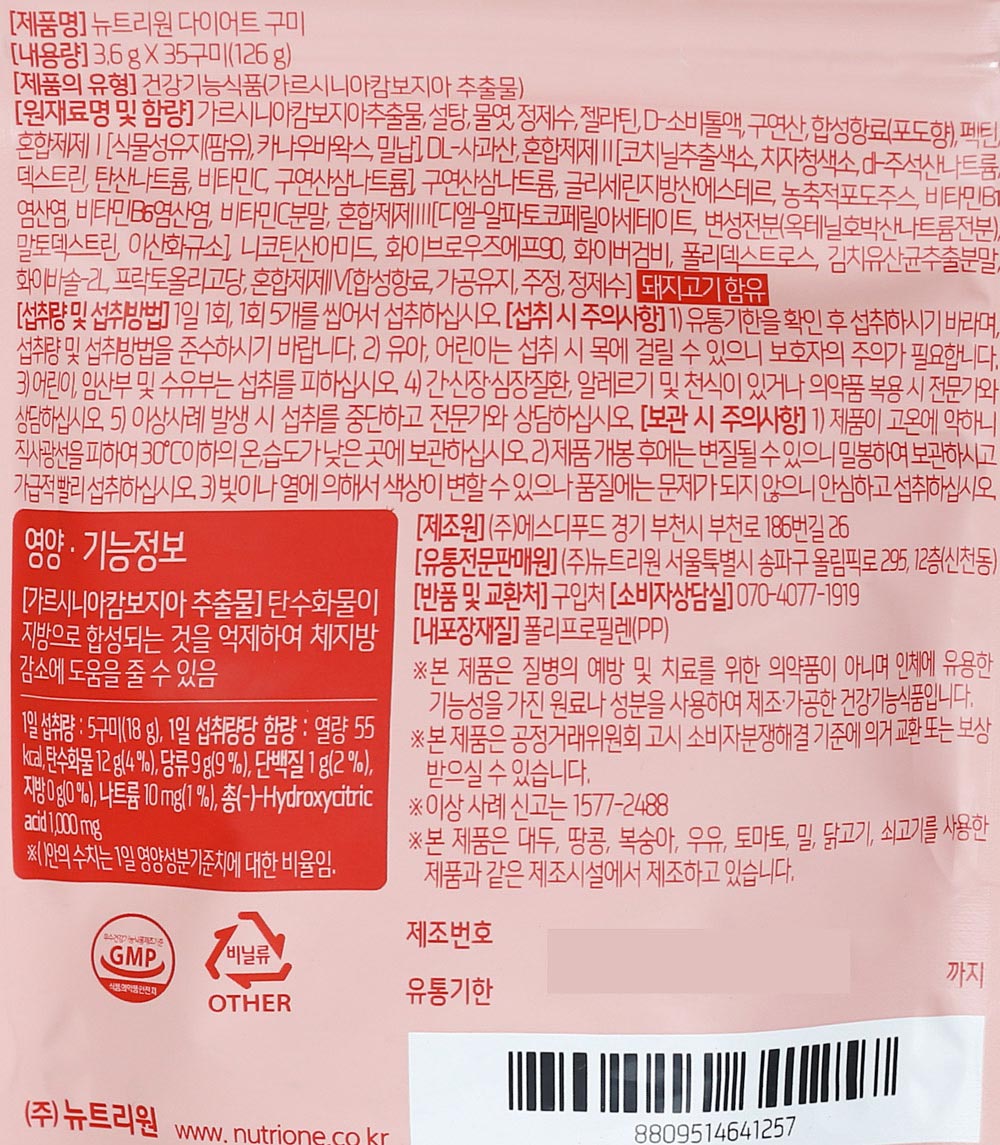 [제품명] 뉴트리원 다이어트 구미
[내용량] 3.6 g X 35구미(126 g)
[제품의 유형] 건강기능식품(가르시니아캄보지아 추출물)
[원재료명 및 함량] 가르시니아캄보지아추출물, 설탕, 물엿, 정제수, 젤라틴, D-소비톨액, 구연산, 합성향료(포도향), 펙틴,
혼합제제 I [식물성유지(팜유), 카나우바왁스, 밀납], DL-사과산, 혼합제제 II [코치닐추출색소, 치자청색소, dl-주석산나트륨,
덱스트린, 탄산나트륨, 비타민C, 구연산삼나트륨], 구연산삼나트륨, 글리세린지방산에스테르, 농축적포도주스, 비타민B1
염산염, 비타민B6염산염, 비타민C분말, 혼합제제III[디엘-알파토코페릴아세테이트, 변성전분(옥테닐호박산나트륨전분),
말토덱스트린, 이산화규소], 니코틴산아미드, 화이브로우즈에프90, 화이버검비, 폴리덱스트로스, 김치유산균추출분말,
화이바솔-2L, 프락토올리고당, 혼합제제IV[합성향료, 가공유지, 주정, 정제수] 돼지고기 함유
[섭취량 및 섭취방법] 1일 1회, 1회 5개를 씹어서 섭취하십시오. [섭취 시 주의사항] 1) 유통기한을 확인 후 섭취하시기 바라며,
섭취량 및 섭취방법을 준수하시기 바랍니다. 2) 유아, 어린이는 섭취 시 목에 걸릴 수 있으니 보호자의 주의가 필요합니다.
3) 어린이, 임산부 및 수유부는 섭취를 피하십시오. 4) 간·신장·심장질환, 알레르기 및 천식이 있거나 의약품 복용 시 전문가와
상담하십시오. 5) 이상사례 발생 시 섭취를 중단하고 전문가와 상담하십시오. [보관 시 주의사항] 1) 제품이 고온에 약하니
직사광선을 피하여 30℃이하의 온,습도가 낮은 곳에 보관하십시오. 2) 제품 개봉 후에는 변질될 수 있으니 밀봉하여 보관하시고
가급적 빨리 섭취하십시오. 3) 빛이나 열에 의해서 색상이 변할 수 있으나 품질에는 문제가 되지 않으니 안심하고 섭취하십시오.
영양·기능정보
[가르시니아캄보지아 추출물] 탄수화물이
지방으로 합성되는 것을 억제하여 체지방
감소에 도움을 줄 수 있음
1일 섭취량 : 5구미(18 g), 1일 섭취량당 함량 : 열량 55
kcal, 탄수화물 12 g(4 %), 당류 9 g(9 %), 단백질 1 g(2 %),
지방 0 g(0 %), 나트륨 10 mg(1 %), 총(-)-Hydroxycitric
acid 1,000 mg
※( )안의 수치는 1일 영양성분기준치에 대한 비율임.
[제조원] (주)에스디푸드 경기 부천시 부천로 186번길 26
[유통전문판매원] (주)뉴트리원 서울특별시 송파구 올림픽로 295, 12층(신천동)
[반품 및 교환처] 구입처 [소비자상담실] 070-4077-1919
[내포장재질] 폴리프로필렌(PP)
※본 제품은 질병의 예방 및 치료를 위한 의약품이 아니며 인체에 유용한
기능성을 가진 원료나 성분을 사용하여 제조·가공한 건강기능식품입니다.
※본 제품은 공정거래위원회 고시 소비자분쟁해결 기준에 의거 교환 또는 보상
받으실 수 있습니다.
※이상 사례 신고는 1577-2488
※본 제품은 대두, 땅콩, 복숭아, 우유, 토마토, 밀, 닭고기, 쇠고기를 사용한
제품과 같은 제조시설에서 제조하고 있습니다.
우수건강기능식품제조기준
GMP
식품의약품안전처
비닐류
OTHER
제조번호
유통기한
까지
8809514641257
(주)뉴트리원 www.nutrione.co.kr